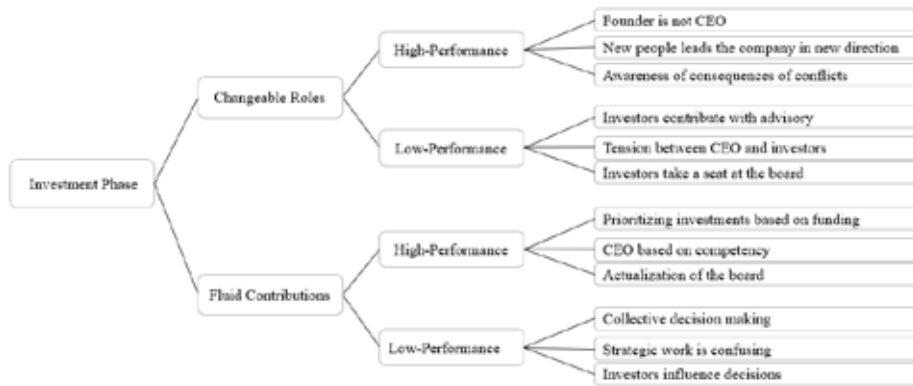 Investment Phase
Changeable Roles
High-Performance
Founder is not CEO
New people leads the company in new direction
Awareness of consequences of conflicts
Low-Performance
Investors contribute with advisory
Tension between CEO and investors
Investors take a seat at the board
Fluid Contributions
High-Performance
Prioritizing investments based on funding
CEO based on competency
Actualization of the board
Low-Performance
Collective decision making
Strategic work is confusing
Investors influence decisions